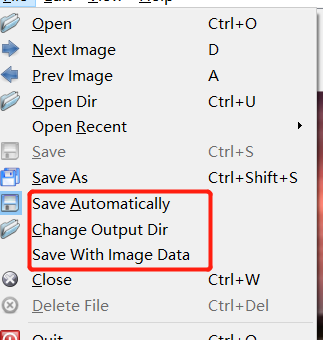 Open Ctrl+O
Next Image D
Prev Image A
Open Dir Ctrl+U
Open Recent
Save Ctrl+S
Save As Ctrl+Shift+S
Save Automatically
Change Output Dir
Save With Image Data
Close Ctrl+W
Delete File Ctrl+Del